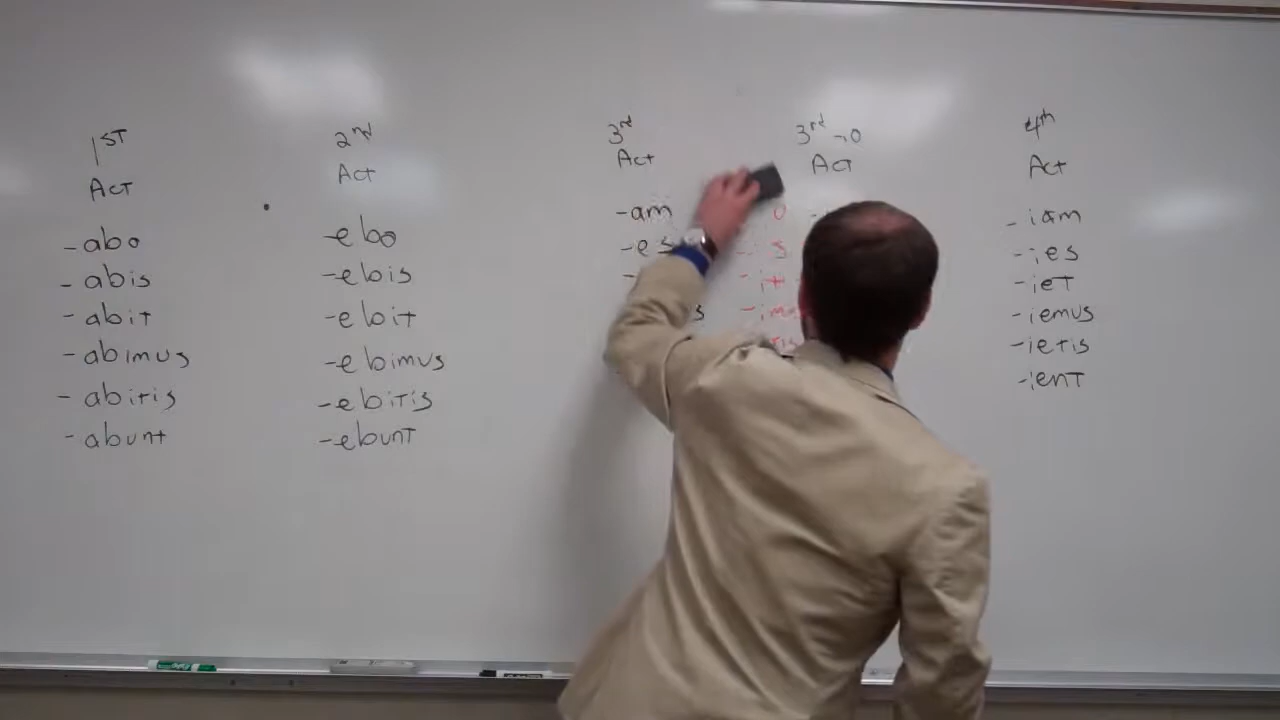 1ST
Act
-abo
-abis
-abit
-abimus
-abitis
-abunt
2nd
Act
-ebo
-ebis
-ebit
-ebimus
-ebitis
-ebunt
3rd
Act
-am
-es
3rd -io
Act
4th
Act
-iam
-ies
-iet
-iemus
-ietis
-ient